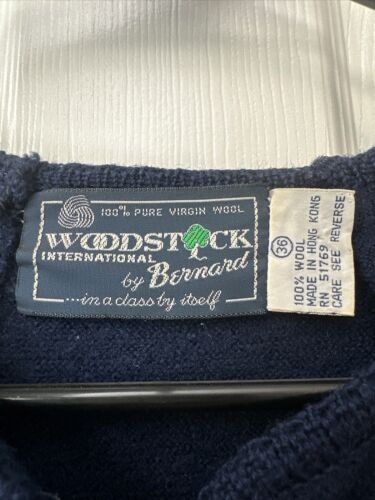 100% PURE VIRGIN WOOL
WOODSTOCK
INTERNATIONAL
by Bernard
...in a class by itself
36
100% WOOL
MADE IN HONG KONG
RN 51769
CARE SEE REVERSE